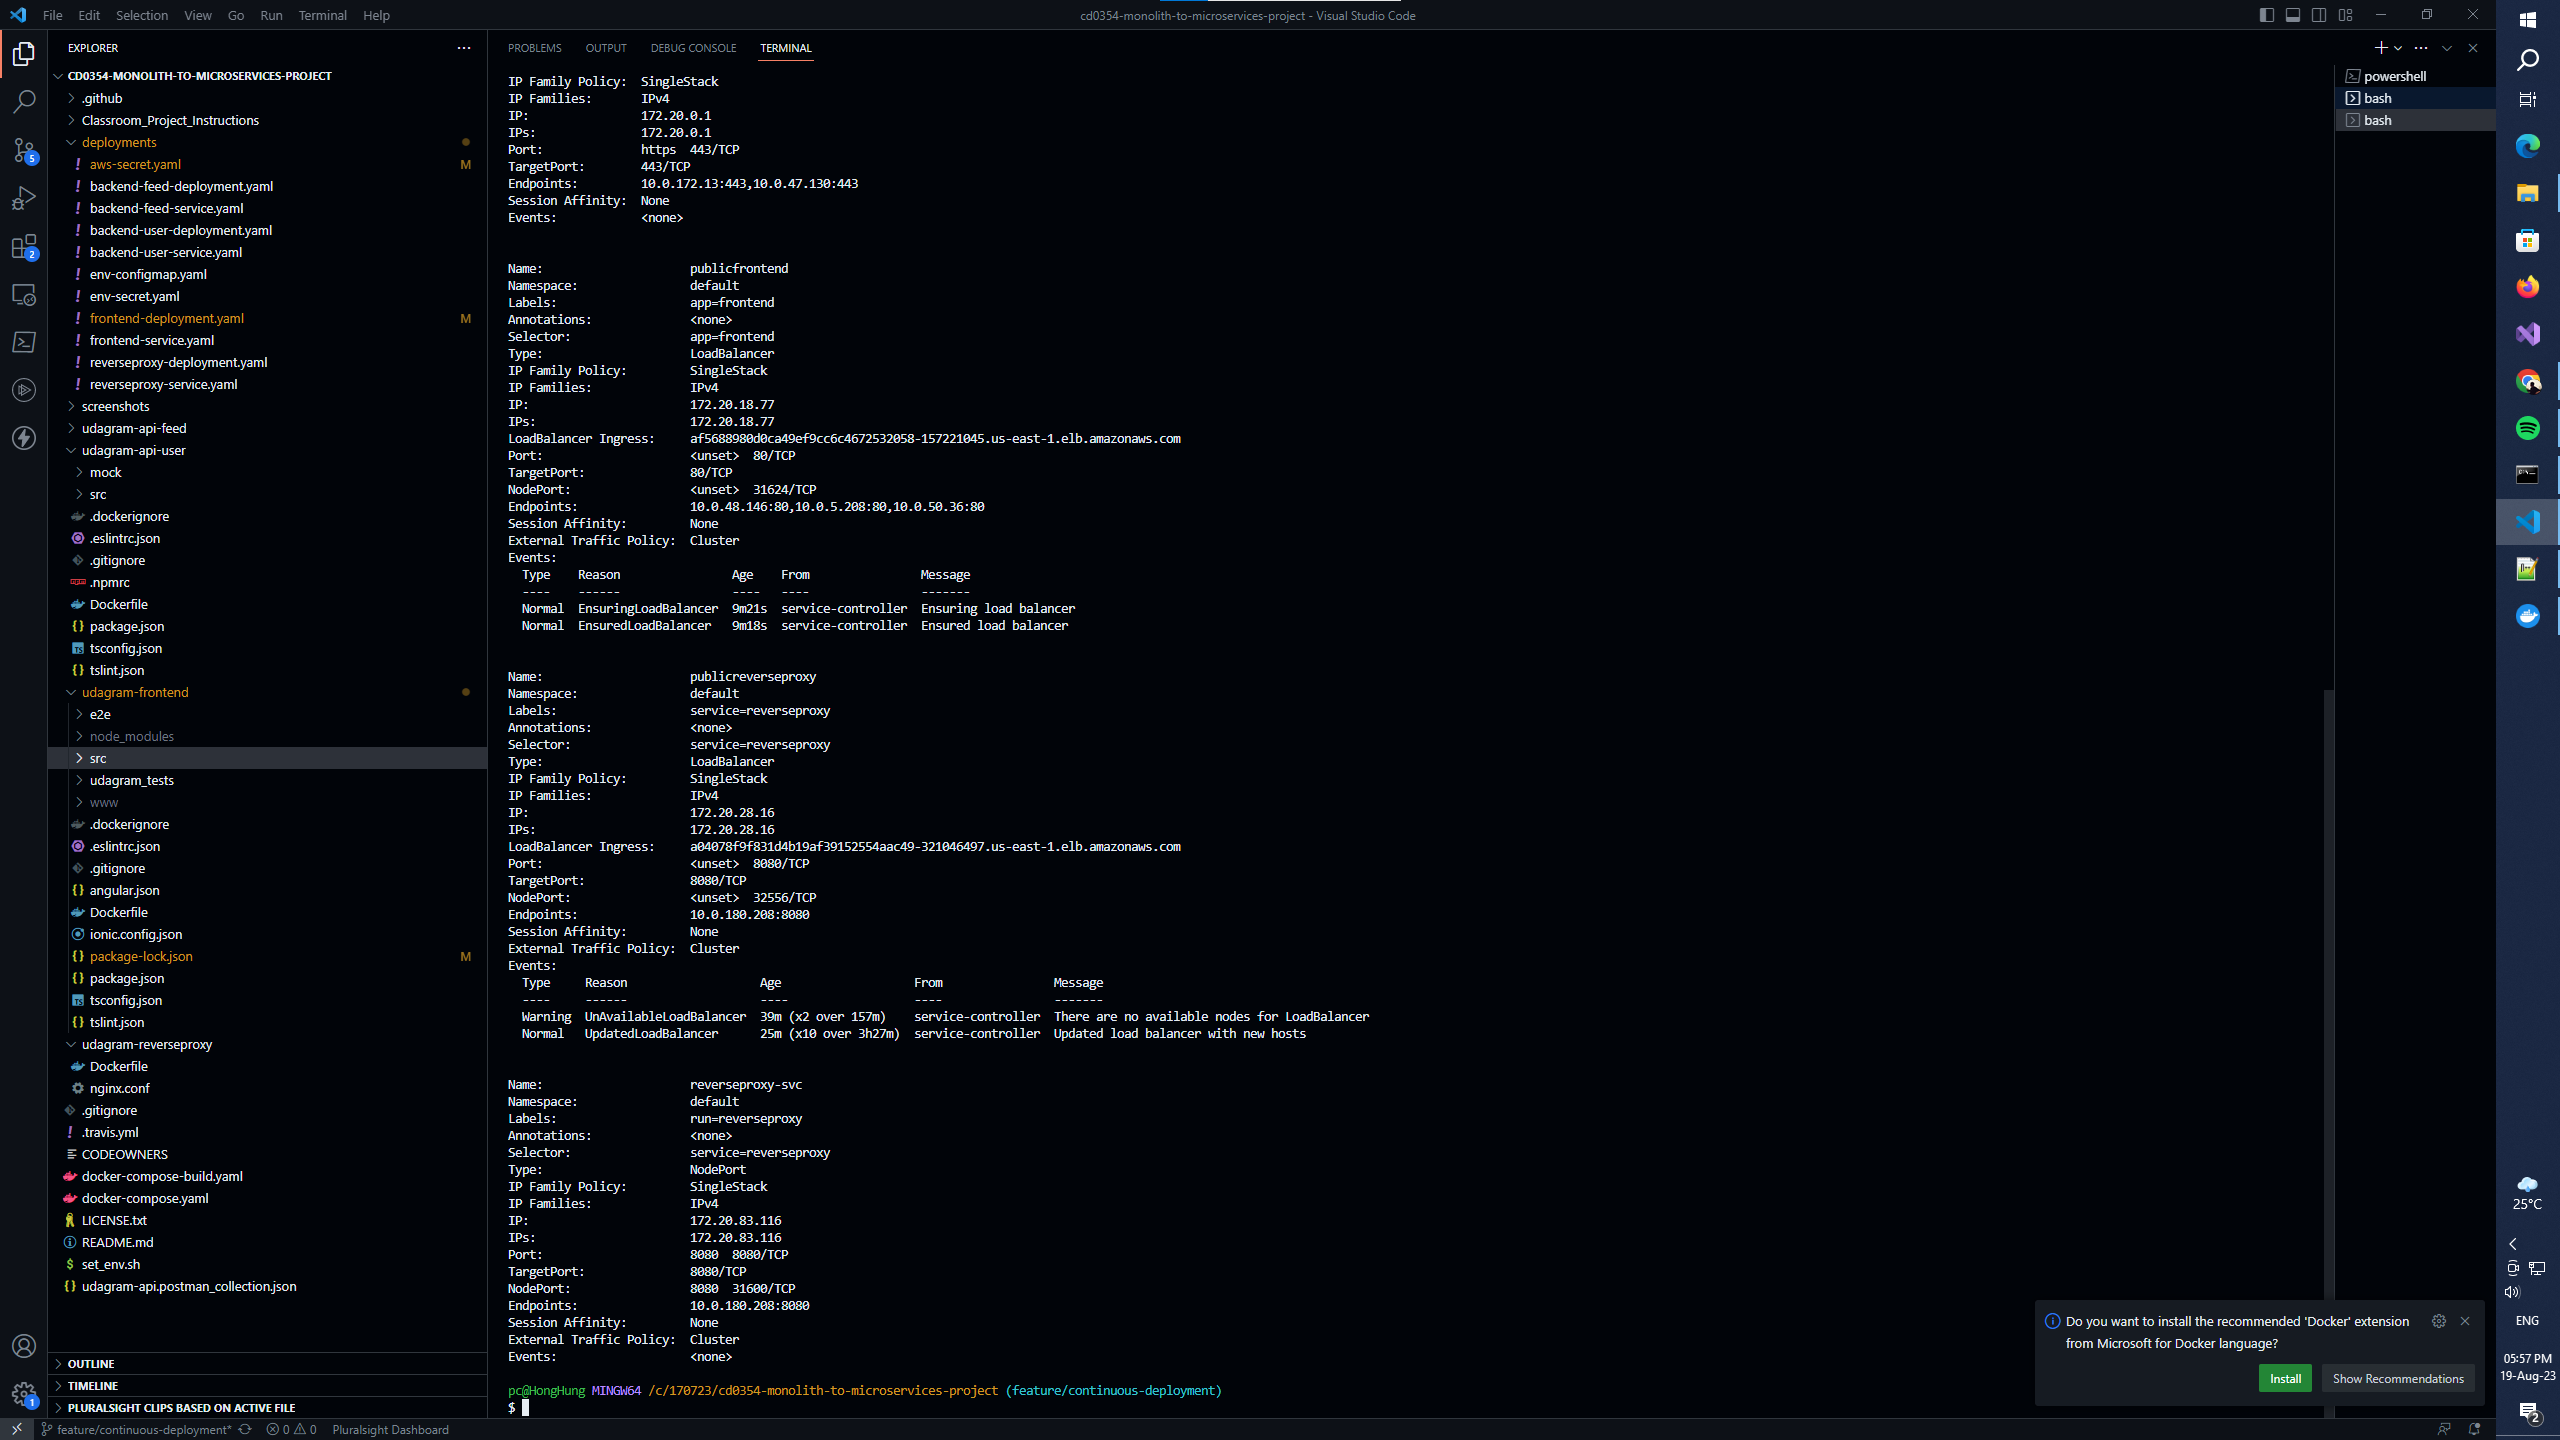 File Edit Selection View Go Run Terminal Help
cd0354-monolith-to-microservices-project - Visual Studio Code
EXPLORER
CD0354-MONOLITH-TO-MICROSERVICES-PROJECT
.github
Classroom_Project_Instructions
deployments
! aws-secret.yaml M
! backend-feed-deployment.yaml
! backend-feed-service.yaml
! backend-user-deployment.yaml
! backend-user-service.yaml
! env-configmap.yaml
! env-secret.yaml
! frontend-deployment.yaml M
! frontend-service.yaml
! reverseproxy-deployment.yaml
! reverseproxy-service.yaml
screenshots
udagram-api-feed
udagram-api-user
mock
src
.dockerignore
.eslintrc.json
.gitignore
.npmrc
Dockerfile
package.json
tsconfig.json
tslint.json
udagram-frontend
e2e
node_modules
src
udagram_tests
www
.dockerignore
.eslintrc.json
.gitignore
angular.json
Dockerfile
ionic.config.json
package-lock.json M
package.json
tsconfig.json
tslint.json
udagram-reverseproxy
Dockerfile
nginx.conf
.gitignore
! .travis.yml
CODEOWNERS
docker-compose-build.yaml
docker-compose.yaml
LICENSE.txt
README.md
$ set_env.sh
udagram-api.postman_collection.json
OUTLINE
TIMELINE
PLURALSIGHT CLIPS BASED ON ACTIVE FILE
PROBLEMS OUTPUT DEBUG CONSOLE TERMINAL
IP Family Policy: SingleStack
IP Families: IPv4
IP: 172.20.0.1
IPs: 172.20.0.1
Port: https 443/TCP
TargetPort: 443/TCP
Endpoints: 10.0.172.13:443,10.0.47.130:443
Session Affinity: None
Events: <none>
Name: publicfrontend
Namespace: default
Labels: app=frontend
Annotations: <none>
Selector: app=frontend
Type: LoadBalancer
IP Family Policy: SingleStack
IP Families: IPv4
IP: 172.20.18.77
IPs: 172.20.18.77
LoadBalancer Ingress: af5688980d0ca49ef9cc6c4672532058-157221045.us-east-1.elb.amazonaws.com
Port: <unset> 80/TCP
TargetPort: 80/TCP
NodePort: <unset> 31624/TCP
Endpoints: 10.0.48.146:80,10.0.5.208:80,10.0.50.36:80
Session Affinity: None
External Traffic Policy: Cluster
Events:
Type Reason Age From Message
---- ------ ---- ---- -------
Normal EnsuringLoadBalancer 9m21s service-controller Ensuring load balancer
Normal EnsuredLoadBalancer 9m18s service-controller Ensured load balancer
Name: publicreverseproxy
Namespace: default
Labels: service=reverseproxy
Annotations: <none>
Selector: service=reverseproxy
Type: LoadBalancer
IP Family Policy: SingleStack
IP Families: IPv4
IP: 172.20.28.16
IPs: 172.20.28.16
LoadBalancer Ingress: a04078f9f831d4b19af39152554aac49-321046497.us-east-1.elb.amazonaws.com
Port: <unset> 8080/TCP
TargetPort: 8080/TCP
NodePort: <unset> 32556/TCP
Endpoints: 10.0.180.208:8080
Session Affinity: None
External Traffic Policy: Cluster
Events:
Type Reason Age From Message
---- ------ ---- ---- -------
Warning UnAvailableLoadBalancer 39m (x2 over 157m) service-controller There are no available nodes for LoadBalancer
Normal UpdatedLoadBalancer 25m (x10 over 3h27m) service-controller Updated load balancer with new hosts
Name: reverseproxy-svc
Namespace: default
Labels: run=reverseproxy
Annotations: <none>
Selector: service=reverseproxy
Type: NodePort
IP Family Policy: SingleStack
IP Families: IPv4
IP: 172.20.83.116
IPs: 172.20.83.116
Port: 8080 8080/TCP
TargetPort: 8080/TCP
NodePort: 8080 31600/TCP
Endpoints: 10.0.180.208:8080
Session Affinity: None
External Traffic Policy: Cluster
Events: <none>
pc@HongHung MINGW64 /c/170723/cd0354-monolith-to-microservices-project (feature/continuous-deployment)
$
powershell
bash
bash
Do you want to install the recommended 'Docker' extension
from Microsoft for Docker language?
Install Show Recommendations
feature/continuous-deployment* 0 0 Pluralsight Dashboard
5
2
1
25°C
ENG
05:57 PM
19-Aug-23
2